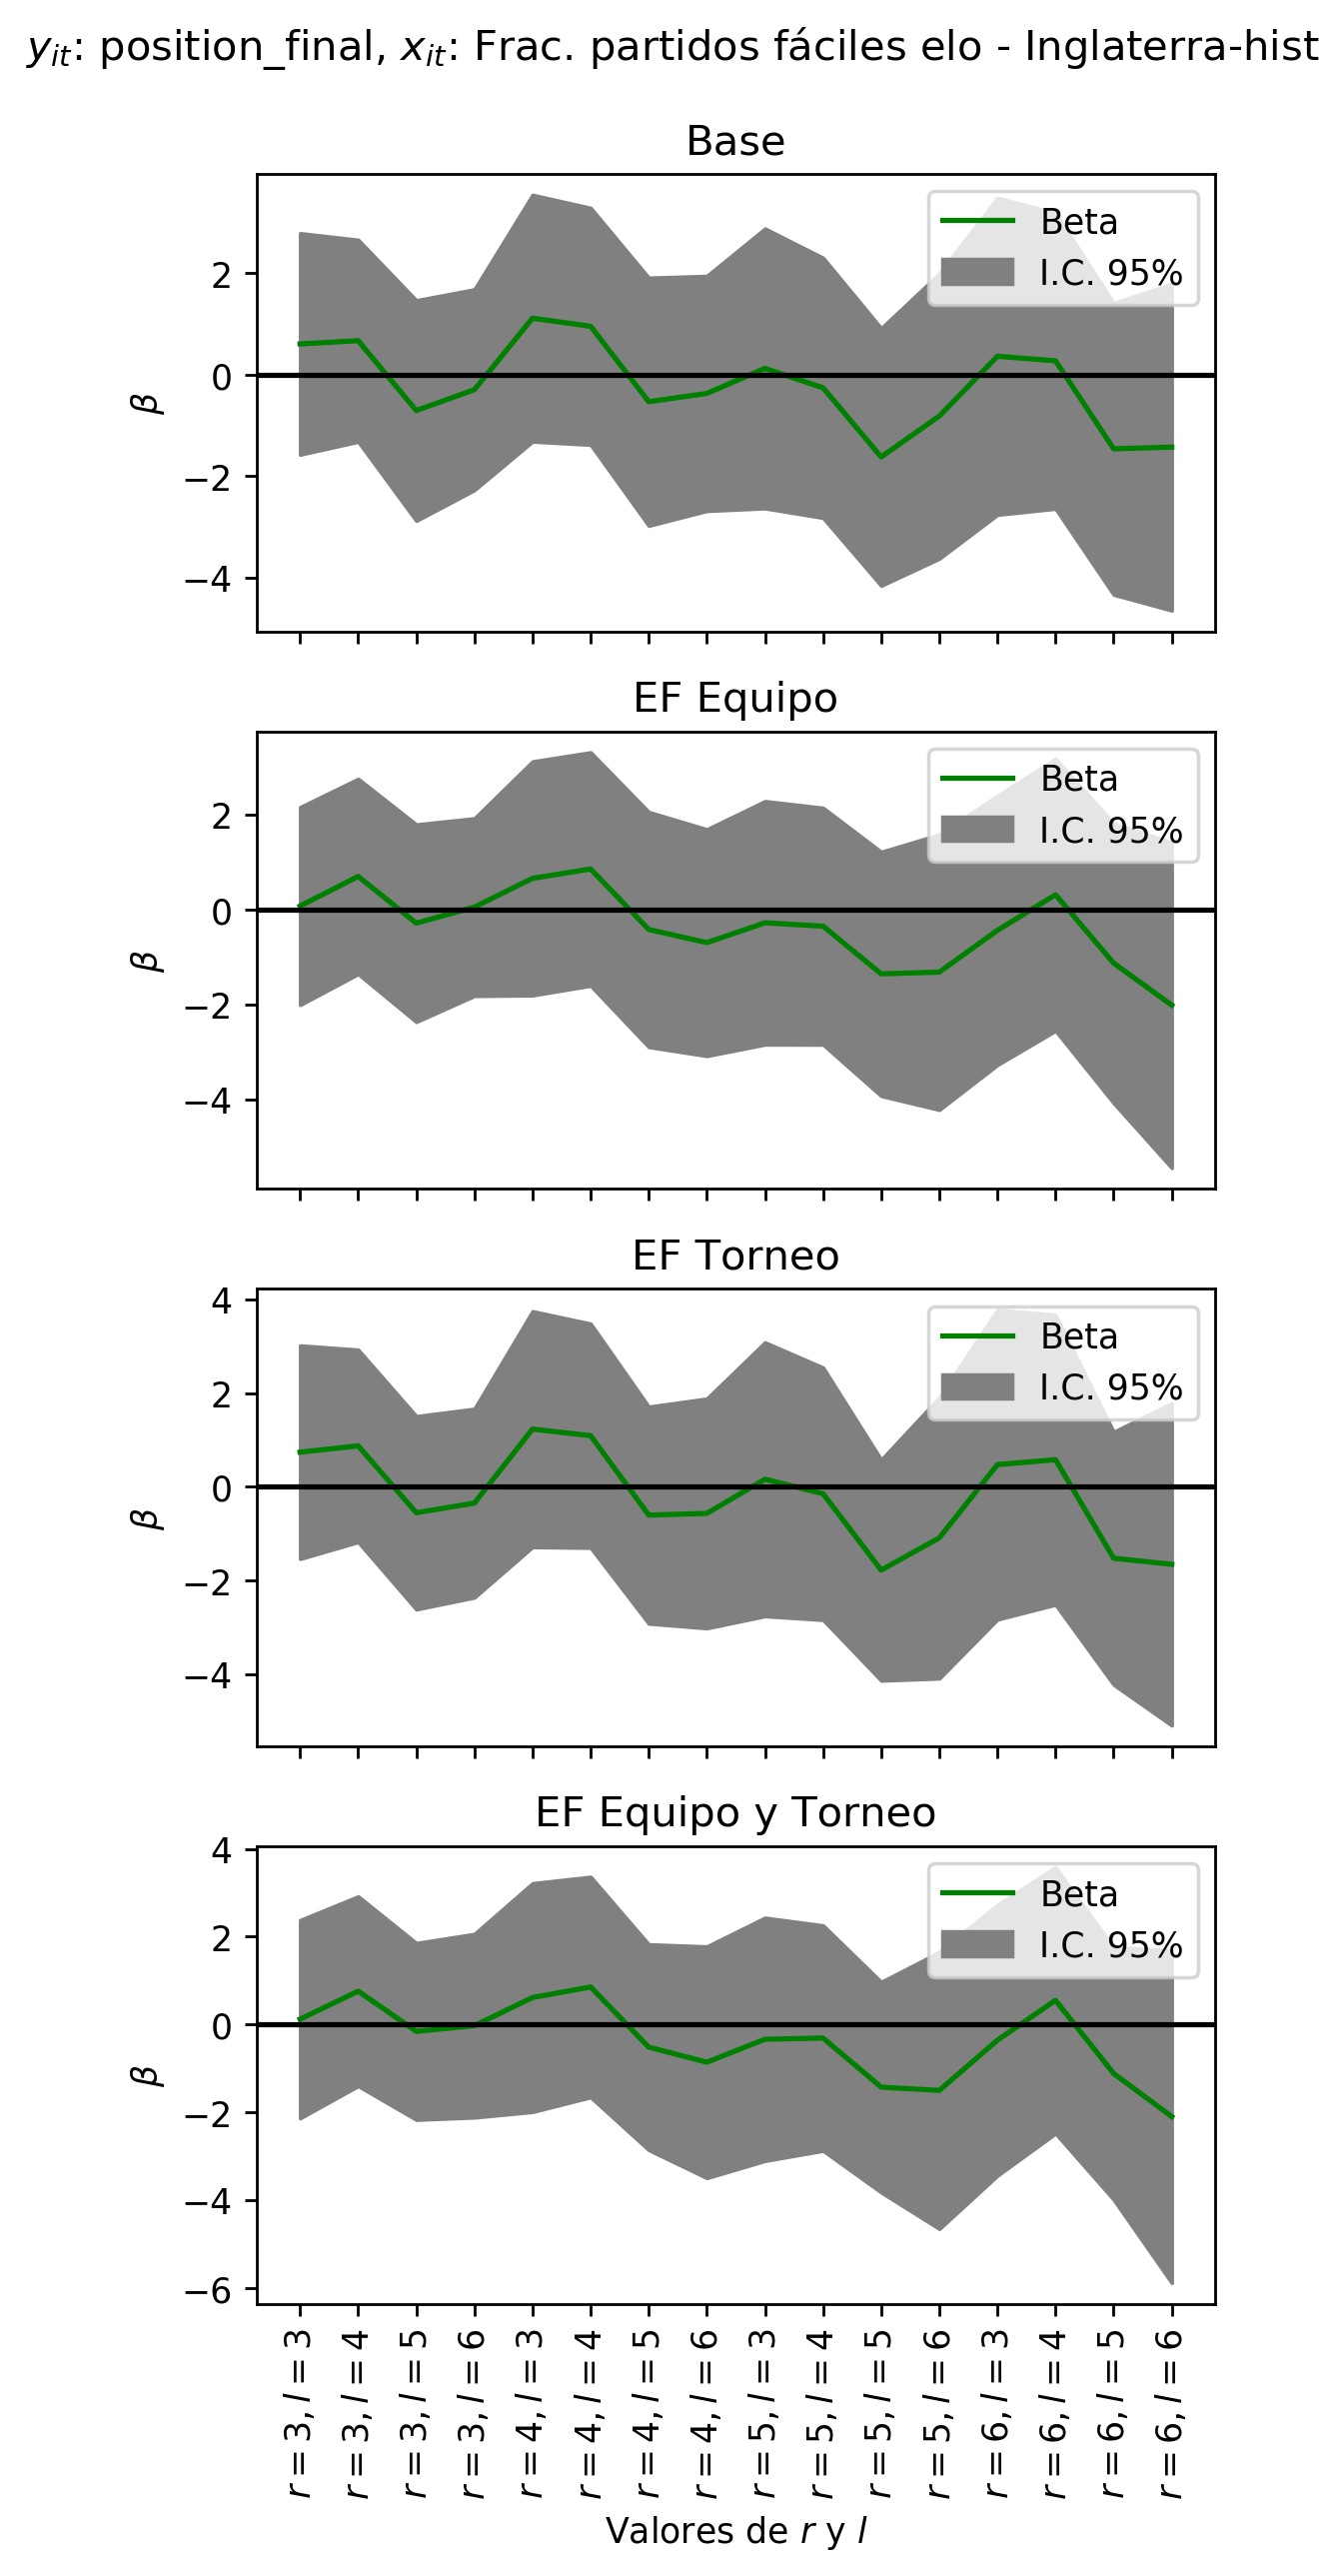 y_it: position_final, x_it: Frac. partidos fáciles elo - Inglaterra-hist
Base
Beta
I.C. 95%
2
0
−2
−4
β
EF Equipo
Beta
I.C. 95%
2
0
−2
−4
β
EF Torneo
Beta
I.C. 95%
4
2
0
−2
−4
β
EF Equipo y Torneo
Beta
I.C. 95%
4
2
0
−2
−4
−6
β
r = 3, l = 3
r = 3, l = 4
r = 3, l = 5
r = 3, l = 6
r = 4, l = 3
r = 4, l = 4
r = 4, l = 5
r = 4, l = 6
r = 5, l = 3
r = 5, l = 4
r = 5, l = 5
r = 5, l = 6
r = 6, l = 3
r = 6, l = 4
r = 6, l = 5
r = 6, l = 6
Valores de r y l